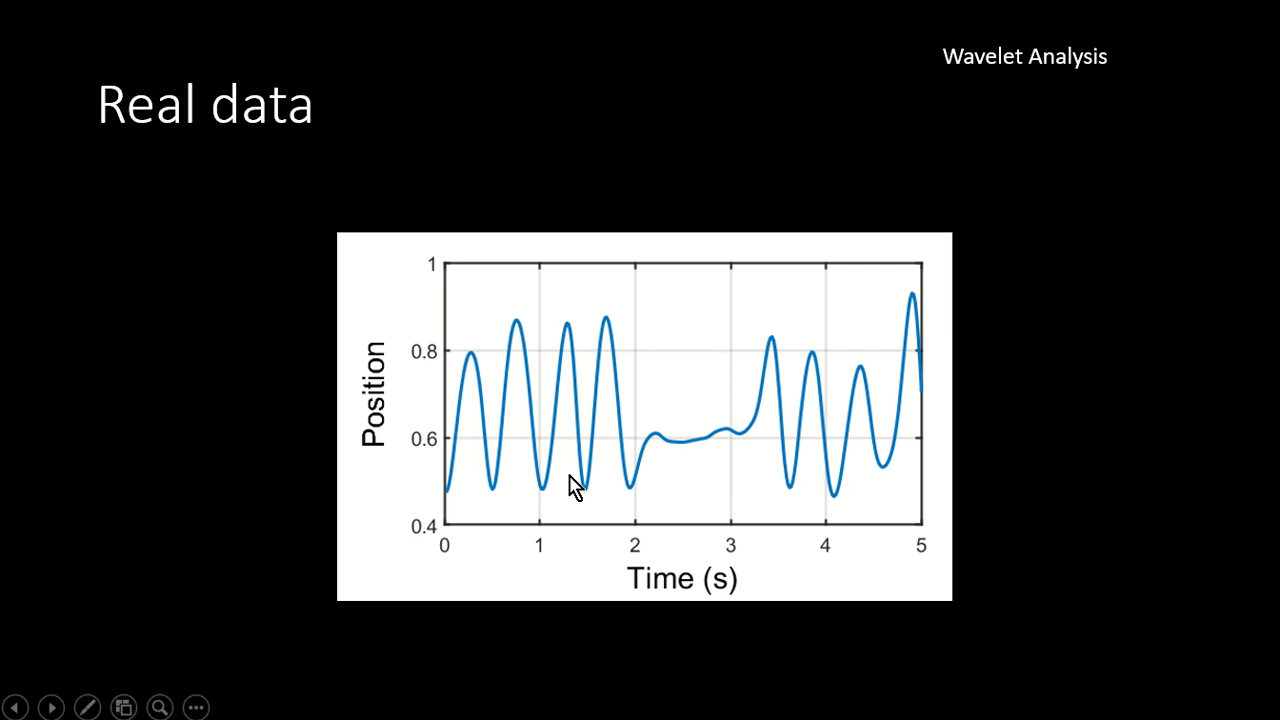 Wavelet Analysis
Real data
1
0.8
0.6
0.4
Position
0 1 2 3 4 5
Time (s)